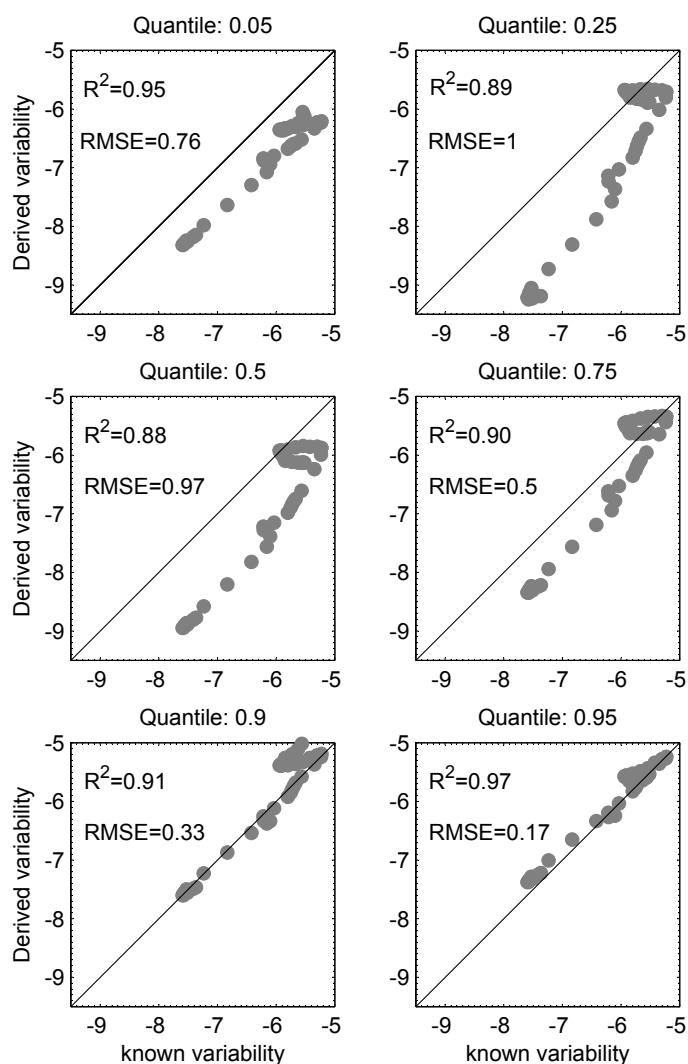 Quantile: 0.05
-5
-6
-7
-8
-9
Derived variability
R²=0.95
RMSE=0.76
-9 -8 -7 -6 -5
Quantile: 0.25
-5
-6
-7
-8
-9
R²=0.89
RMSE=1
-9 -8 -7 -6 -5
Quantile: 0.5
-5
-6
-7
-8
-9
Derived variability
R²=0.88
RMSE=0.97
-9 -8 -7 -6 -5
Quantile: 0.75
-5
-6
-7
-8
-9
R²=0.90
RMSE=0.5
-9 -8 -7 -6 -5
Quantile: 0.9
-5
-6
-7
-8
-9
Derived variability
R²=0.91
RMSE=0.33
-9 -8 -7 -6 -5
known variability
Quantile: 0.95
-5
-6
-7
-8
-9
R²=0.97
RMSE=0.17
-9 -8 -7 -6 -5
known variability